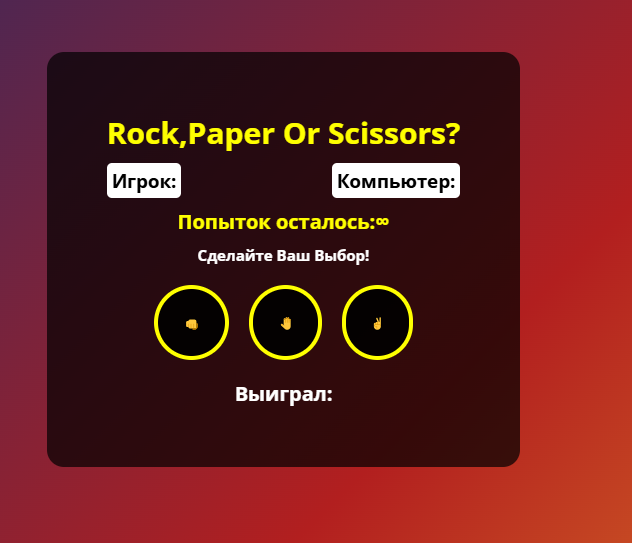 Rock,Paper Or Scissors?
Игрок: Компьютер:
Попыток осталось:∞
Сделайте Ваш Выбор!
Выиграл: